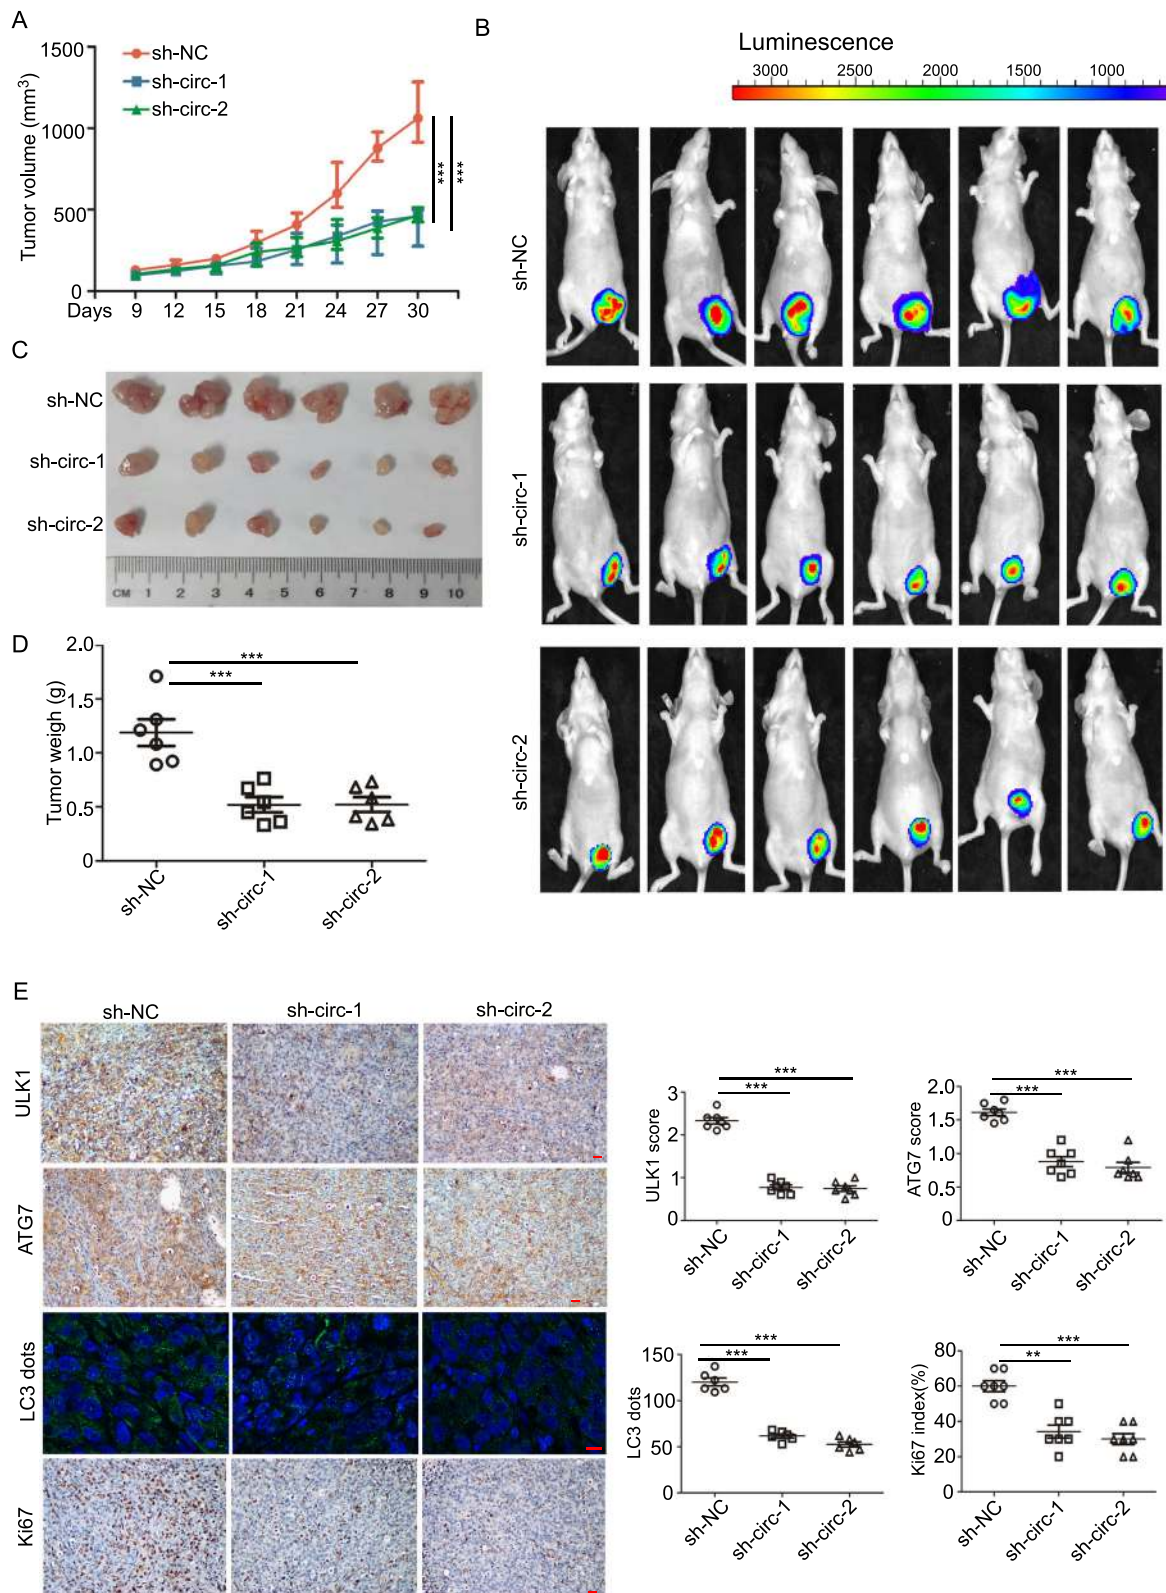 A
Tumor volume (mm³)
1500
1000
500
0
sh-NC
sh-circ-1
sh-circ-2
***
***
Days 9 12 15 18 21 24 27 30
B
Luminescence
3000 2500 2000 1500 1000
sh-NC
sh-circ-1
sh-circ-2
C
sh-NC
sh-circ-1
sh-circ-2
CM 1 2 3 4 5 6 7 8 9 10
D
Tumor weigh (g)
2.0
1.5
1.0
0.5
0
***
***
sh-NC
sh-circ-1
sh-circ-2
E
sh-NC sh-circ-1 sh-circ-2
ULK1
ATG7
LC3 dots
Ki67
ULK1 score
3
2
1
0
***
***
sh-NC
sh-circ-1
sh-circ-2
ATG7 score
2.0
1.5
1.0
0.5
0
***
***
sh-NC
sh-circ-1
sh-circ-2
LC3 dots
150
100
50
0
***
***
sh-NC
sh-circ-1
sh-circ-2
Ki67 index(%)
80
60
40
20
0
***
**
sh-NC
sh-circ-1
sh-circ-2